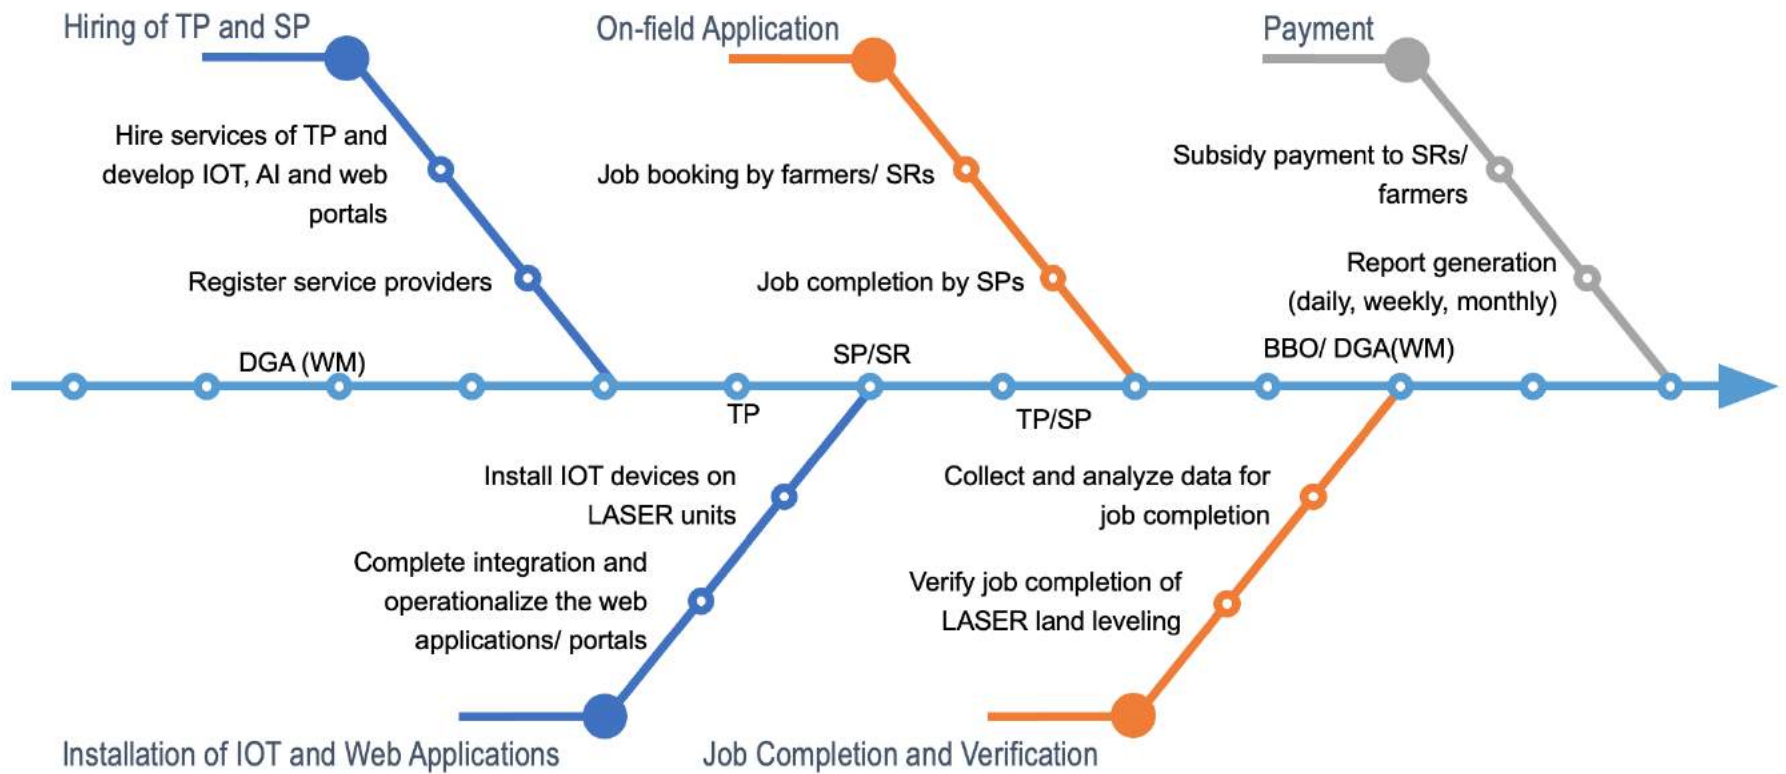 Hiring of TP and SP
Hire services of TP and
develop IOT, AI and web
portals
Register service providers
DGA (WM)
On-field Application
Job booking by farmers/ SRs
Job completion by SPs
SP/SR
Payment
Subsidy payment to SRs/
farmers
Report generation
(daily, weekly, monthly)
BBO/ DGA(WM)
TP
Install IOT devices on
LASER units
Complete integration and
operationalize the web
applications/ portals
Installation of IOT and Web Applications
TP/SP
Collect and analyze data for
job completion
Verify job completion of
LASER land leveling
Job Completion and Verification